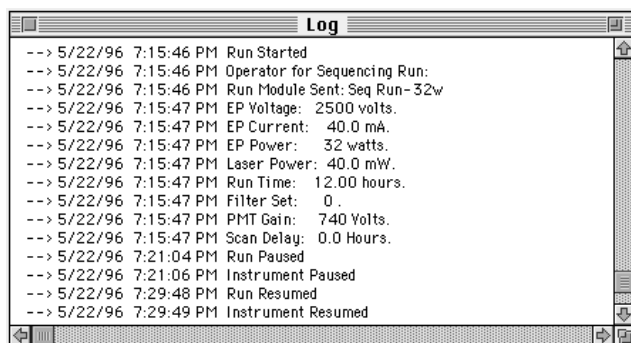 Log
--> 5/22/96 7:15:46 PM Run Started
--> 5/22/96 7:15:46 PM Operator for Sequencing Run:
--> 5/22/96 7:15:46 PM Run Module Sent: Seq Run-32w
--> 5/22/96 7:15:47 PM EP Voltage: 2500 volts.
--> 5/22/96 7:15:47 PM EP Current: 40.0 mA.
--> 5/22/96 7:15:47 PM EP Power: 32 watts.
--> 5/22/96 7:15:47 PM Laser Power: 40.0 mW.
--> 5/22/96 7:15:47 PM Run Time: 12.00 hours.
--> 5/22/96 7:15:47 PM Filter Set: 0 .
--> 5/22/96 7:15:47 PM PMT Gain: 740 Volts.
--> 5/22/96 7:15:47 PM Scan Delay: 0.0 Hours.
--> 5/22/96 7:21:04 PM Run Paused
--> 5/22/96 7:21:06 PM Instrument Paused
--> 5/22/96 7:29:48 PM Run Resumed
--> 5/22/96 7:29:49 PM Instrument Resumed